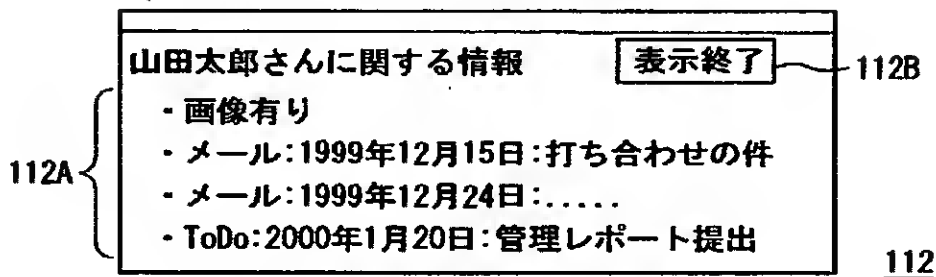 山田太郎さんに関する情報 表示終了 112B
・画像有り
112A ・メール:1999年12月15日:打ち合わせの件
・メール:1999年12月24日:.....
・ToDo:2000年1月20日:管理レポート提出
112